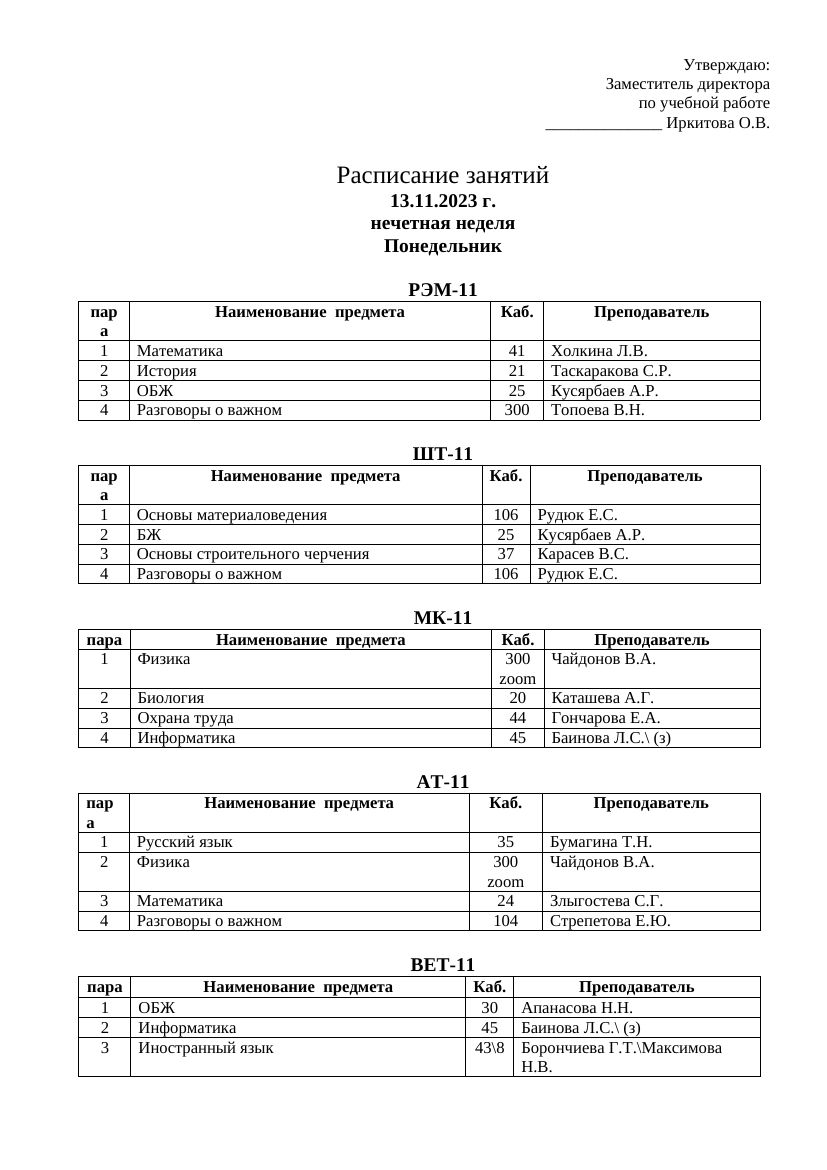 Утверждаю:
Заместитель директора
по учебной работе
______________ Иркитова О.В.
Расписание занятий
13.11.2023 г.
нечетная неделя
Понедельник
РЭМ-11
пар Наименование предмета Каб. Преподаватель
а
1 Математика 41 Холкина Л.В.
2 История 21 Таскаракова С.Р.
3 ОБЖ 25 Кусярбаев А.Р.
4 Разговоры о важном 300 Топоева В.Н.
ШТ-11
пар Наименование предмета Каб. Преподаватель
а
1 Основы материаловедения 106 Рудюк Е.С.
2 БЖ 25 Кусярбаев А.Р.
3 Основы строительного черчения 37 Карасев В.С.
4 Разговоры о важном 106 Рудюк Е.С.
МК-11
пара Наименование предмета Каб. Преподаватель
1 Физика 300 Чайдонов В.А.
zoom
2 Биология 20 Каташева А.Г.
3 Охрана труда 44 Гончарова Е.А.
4 Информатика 45 Баинова Л.С.\ (з)
АТ-11
пар Наименование предмета Каб. Преподаватель
а
1 Русский язык 35 Бумагина Т.Н.
2 Физика 300 Чайдонов В.А.
zoom
3 Математика 24 Злыгостева С.Г.
4 Разговоры о важном 104 Стрепетова Е.Ю.
ВЕТ-11
пара Наименование предмета Каб. Преподаватель
1 ОБЖ 30 Апанасова Н.Н.
2 Информатика 45 Баинова Л.С.\ (з)
3 Иностранный язык 43\8 Борончиева Г.Т.\Максимова
Н.В.